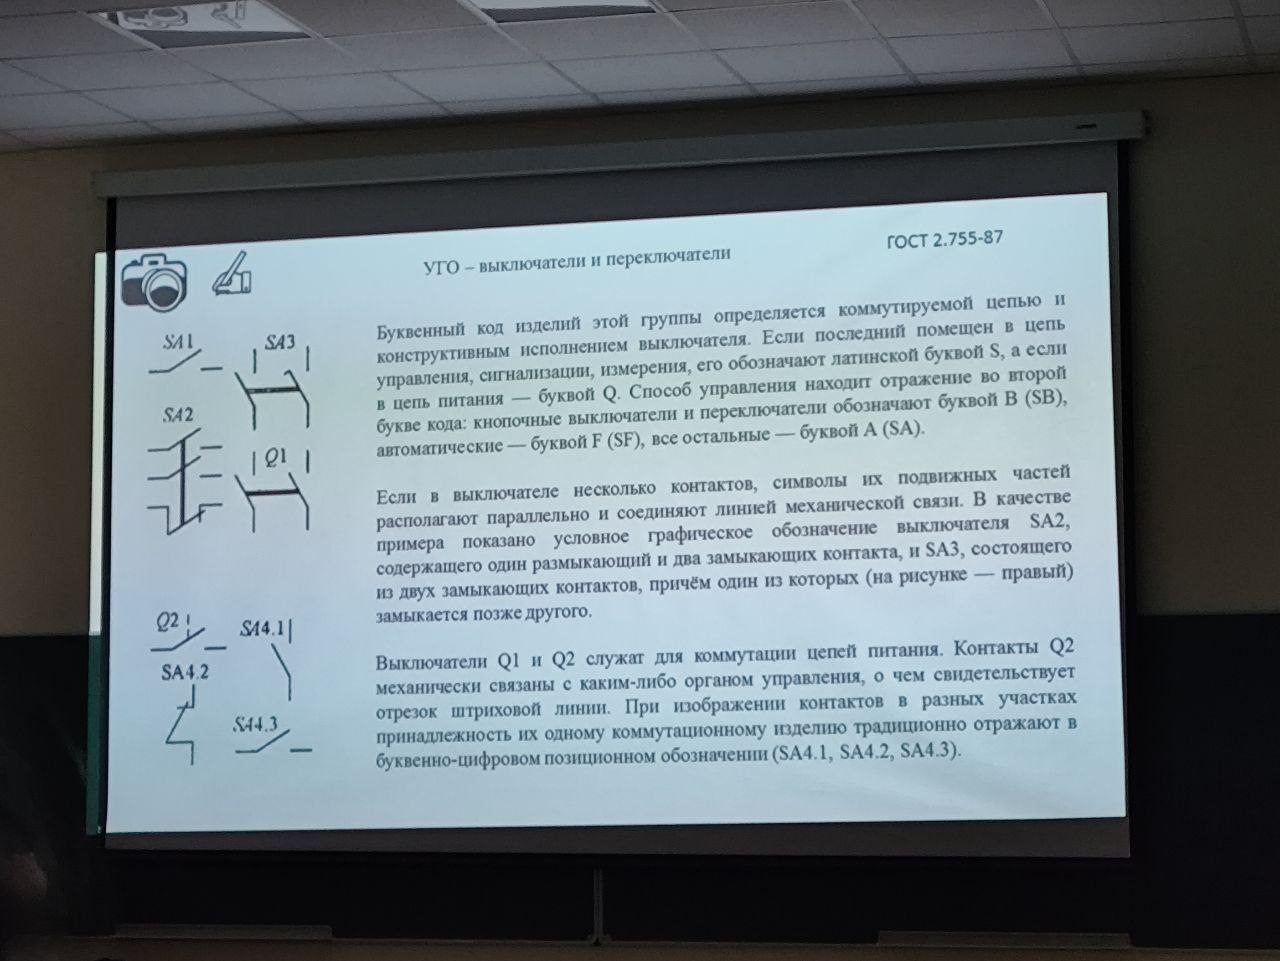 УГО – выключатели и переключатели
ГОСТ 2.755-87
SA1
SA3
SA2
Q1
Q2
SA4.1
SA4.2
SA4.3
Буквенный код изделий этой группы определяется коммутируемой цепью и
конструктивным исполнением выключателя. Если последний помещен в цепь
управления, сигнализации, измерения, его обозначают латинской буквой S, а если
в цепь питания — буквой Q. Способ управления находит отражение во второй
букве кода: кнопочные выключатели и переключатели обозначают буквой B (SB),
автоматические — буквой F (SF), все остальные — буквой A (SA).
Если в выключателе несколько контактов, символы их подвижных частей
располагают параллельно и соединяют линией механической связи. В качестве
примера показано условное графическое обозначение выключателя SA2,
содержащего один размыкающий и два замыкающих контакта, и SA3, состоящего
из двух замыкающих контактов, причём один из которых (на рисунке — правый)
замыкается позже другого.
Выключатели Q1 и Q2 служат для коммутации цепей питания. Контакты Q2
механически связаны с каким-либо органом управления, о чем свидетельствует
отрезок штриховой линии. При изображении контактов в разных участках
принадлежность их одному коммутационному изделию традиционно отражают в
буквенно-цифровом позиционном обозначении (SA4.1, SA4.2, SA4.3).